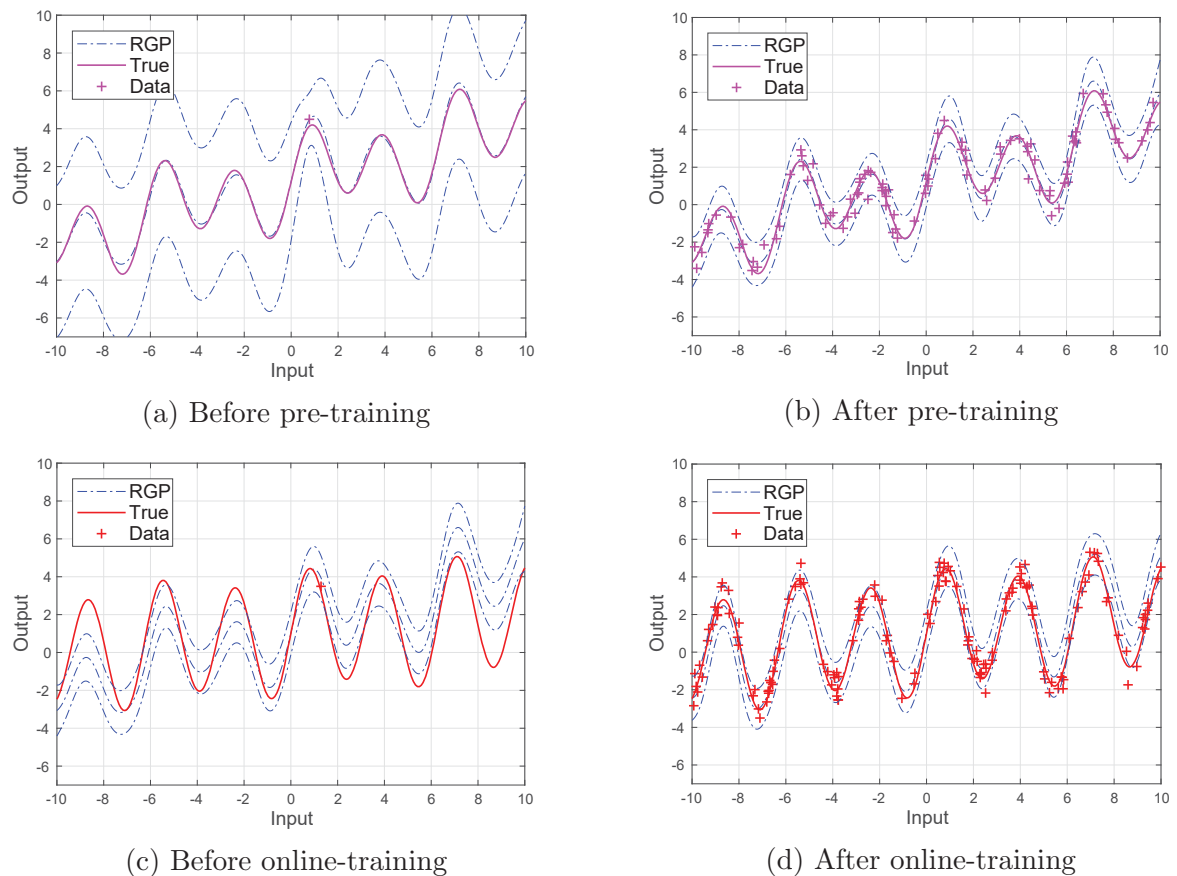 10
8
6
4
2
0
-2
-4
-6
Output
RGP
True
Data
-10 -8 -6 -4 -2 0 2 4 6 8 10
Input
(a) Before pre-training
10
8
6
4
2
0
-2
-4
-6
Output
RGP
True
Data
-10 -8 -6 -4 -2 0 2 4 6 8 10
Input
(b) After pre-training
10
8
6
4
2
0
-2
-4
-6
Output
RGP
True
Data
-10 -8 -6 -4 -2 0 2 4 6 8 10
Input
(c) Before online-training
10
8
6
4
2
0
-2
-4
-6
Output
RGP
True
Data
-10 -8 -6 -4 -2 0 2 4 6 8 10
Input
(d) After online-training